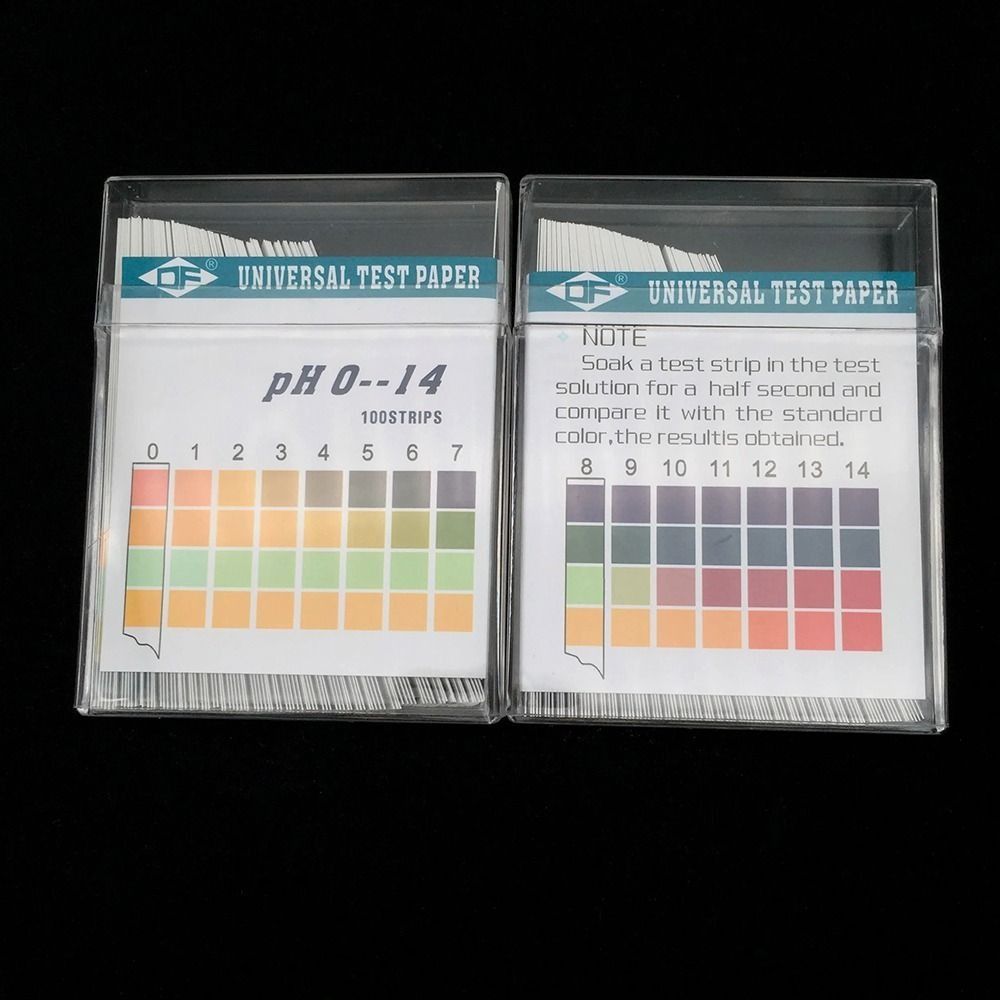 DF® UNIVERSAL TEST PAPER
pH 0--14
100STRIPS
0 1 2 3 4 5 6 7
DF® UNIVERSAL TEST PAPER
NOTE
Soak a test strip in the test
solution for a half second and
compare it with the standard
color,the resultis obtained.
8 9 10 11 12 13 14